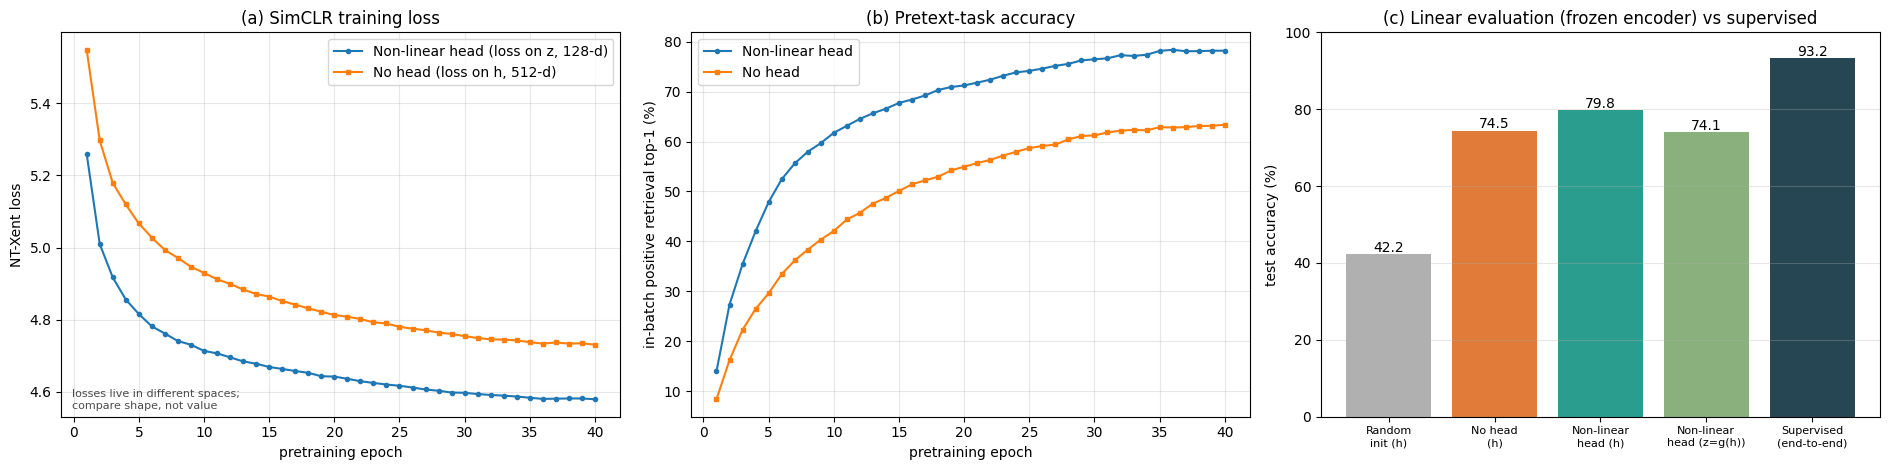 (a) SimCLR training loss
NT-Xent loss
5.4
5.2
5.0
4.8
4.6
Non-linear head (loss on z, 128-d)
No head (loss on h, 512-d)
losses live in different spaces;
compare shape, not value
0 5 10 15 20 25 30 35 40
pretraining epoch
(b) Pretext-task accuracy
in-batch positive retrieval top-1 (%)
80
70
60
50
40
30
20
10
Non-linear head
No head
0 5 10 15 20 25 30 35 40
pretraining epoch
(c) Linear evaluation (frozen encoder) vs supervised
test accuracy (%)
100
80
60
40
20
0
42.2
74.5
79.8
74.1
93.2
Random
init (h)
No head
(h)
Non-linear
head (h)
Non-linear
head (z=g(h))
Supervised
(end-to-end)